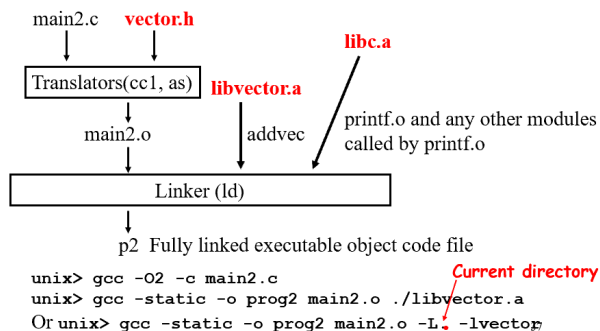 main2.c vector.h
libc.a
Translators(cc1, as)
libvector.a
main2.o
addvec
printf.o and any other modules
called by printf.o
Linker (ld)
p2 Fully linked executable object code file
Current directory
unix> gcc -O2 -c main2.c
unix> gcc -static -o prog2 main2.o ./libvector.a
Or unix> gcc -static -o prog2 main2.o -L. -lvector